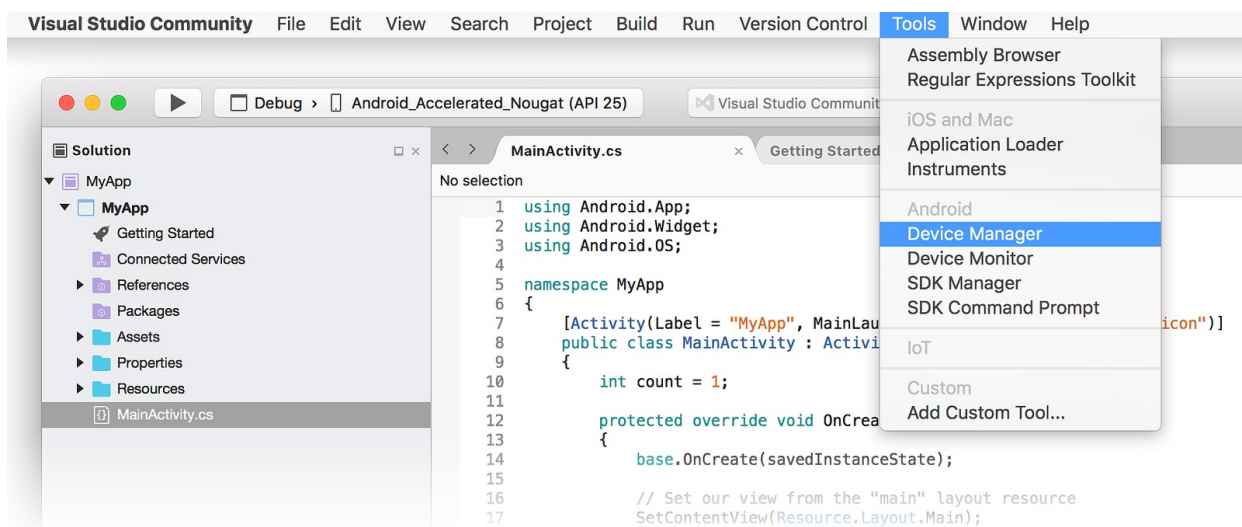 Visual Studio Community File Edit View Search Project Build Run Version Control Tools Window Help
Debug › Android_Accelerated_Nougat (API 25)
Visual Studio Communit
Solution
MyApp
MyApp
Getting Started
Connected Services
References
Packages
Assets
Properties
Resources
MainActivity.cs
MainActivity.cs × Getting Started
No selection
1 using Android.App;
2 using Android.Widget;
3 using Android.OS;
4
5 namespace MyApp
6 {
7 [Activity(Label = "MyApp", MainLau icon")]
8 public class MainActivity : Activi
9 {
10 int count = 1;
11
12 protected override void OnCrea
13 {
14 base.OnCreate(savedInstanceState);
15
16 // Set our view from the "main" layout resource
17 SetContentView(Resource.Layout.Main);
Assembly Browser
Regular Expressions Toolkit
iOS and Mac
Application Loader
Instruments
Android
Device Manager
Device Monitor
SDK Manager
SDK Command Prompt
IoT
Custom
Add Custom Tool...